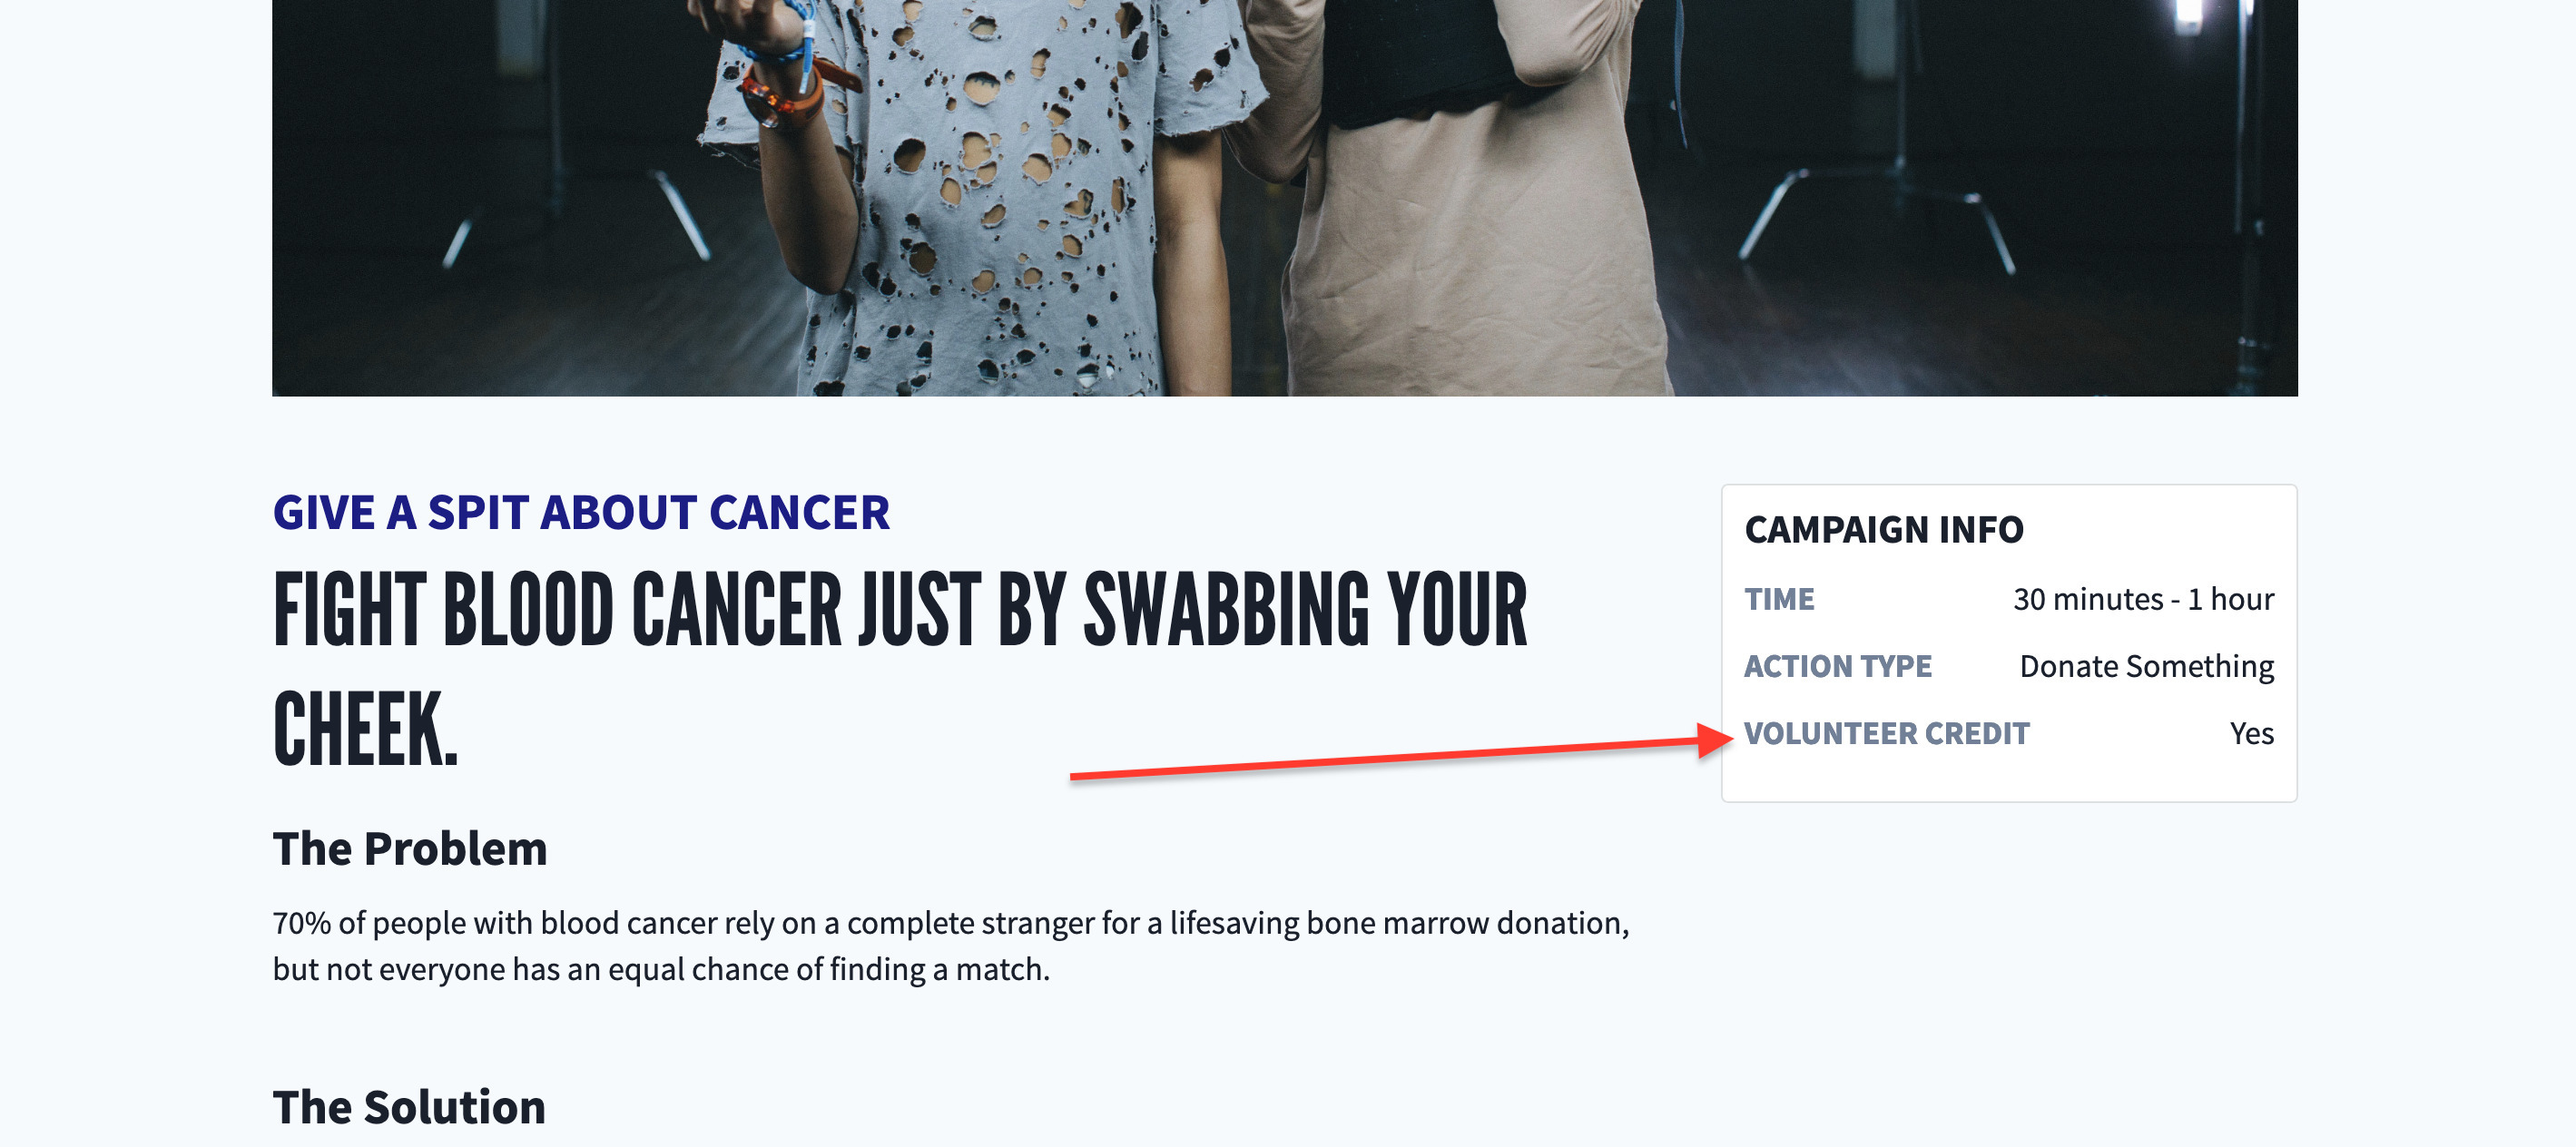 GIVE A SPIT ABOUT CANCER
FIGHT BLOOD CANCER JUST BY SWABBING YOUR
CHEEK.
The Problem
70% of people with blood cancer rely on a complete stranger for a lifesaving bone marrow donation,
but not everyone has an equal chance of finding a match.
The Solution
CAMPAIGN INFO
TIME 30 minutes - 1 hour
ACTION TYPE Donate Something
VOLUNTEER CREDIT Yes